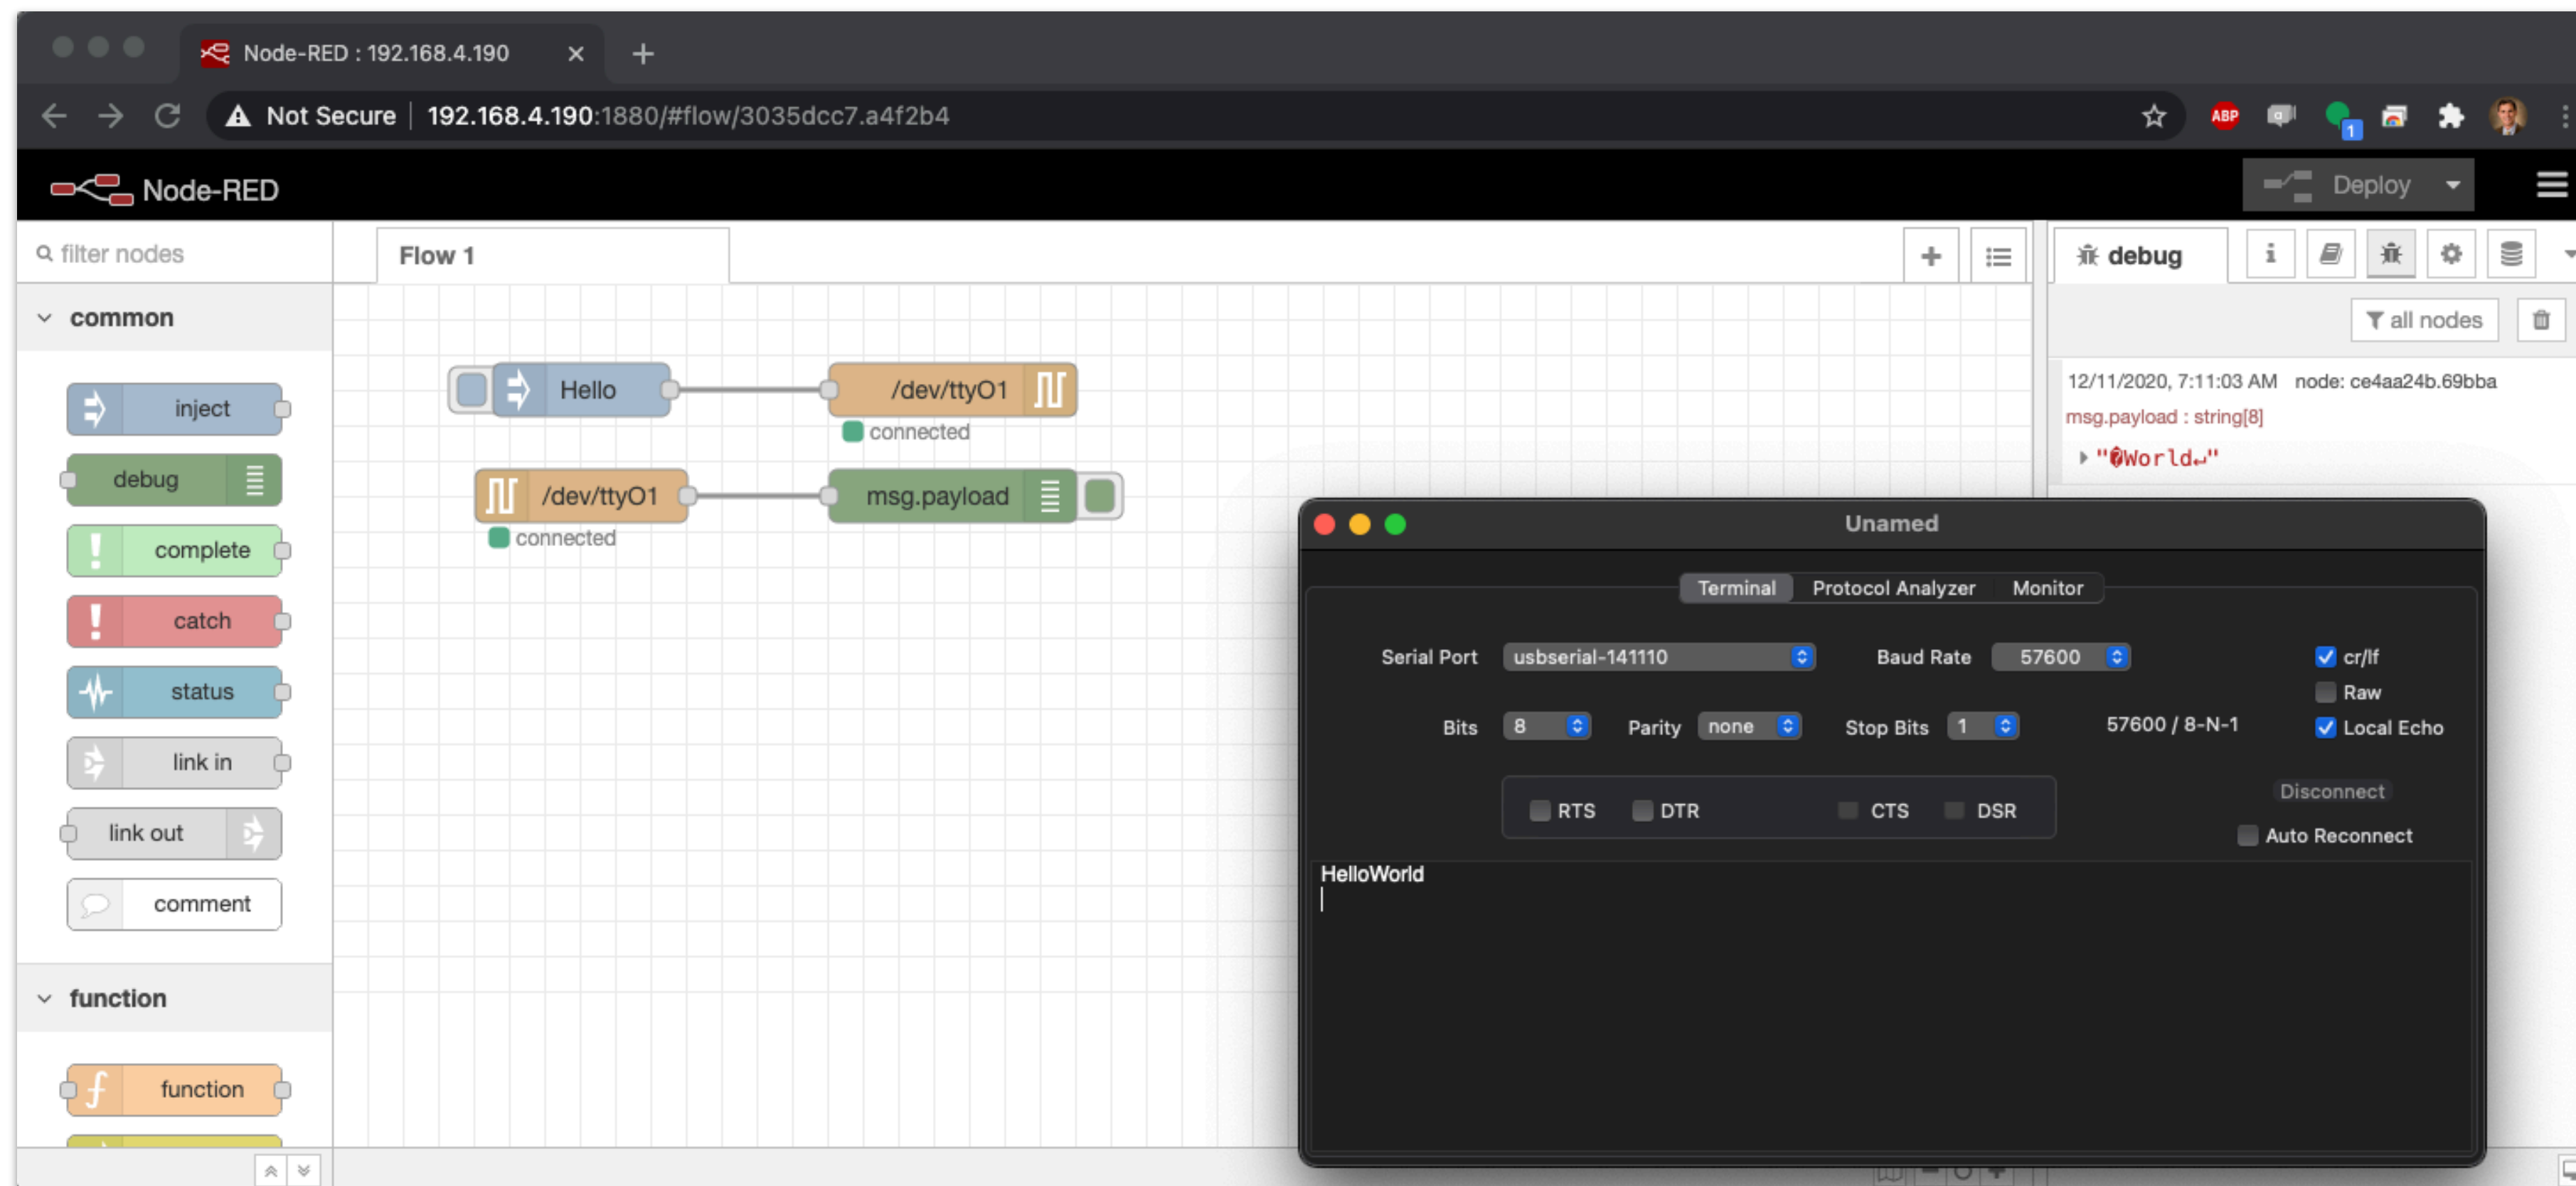 Node-RED : 192.168.4.190
Not Secure 192.168.4.190:1880/#flow/3035dcc7.a4f2b4
ABP
1
Node-RED
Deploy
filter nodes
Flow 1
debug
common
all nodes
inject
debug
complete
catch
status
link in
link out
comment
function
function
Hello
/dev/ttyO1
connected
/dev/ttyO1
msg.payload
connected
12/11/2020, 7:11:03 AM node: ce4aa24b.69bba
msg.payload : string[8]
"�World↵"
Unamed
Terminal Protocol Analyzer Monitor
Serial Port usbserial-141110 Baud Rate 57600 cr/lf
Raw
Bits 8 Parity none Stop Bits 1 57600 / 8-N-1 Local Echo
Disconnect
RTS DTR CTS DSR
Auto Reconnect
HelloWorld